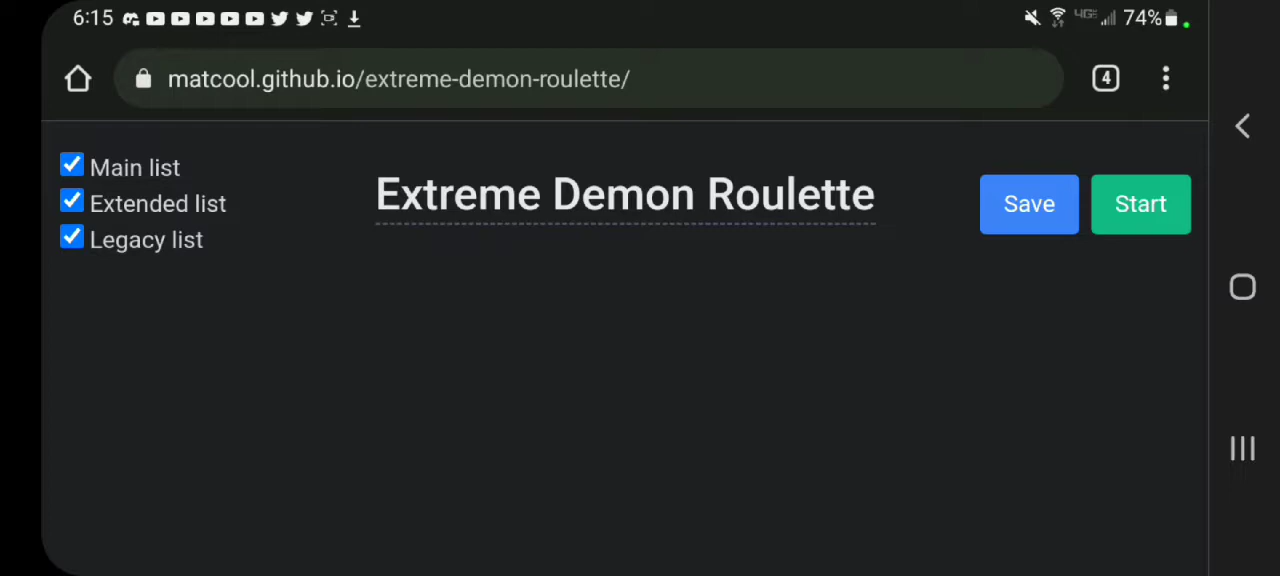 6:15
4GE
74%
matcool.github.io/extreme-demon-roulette/
4
Main list
Extended list
Legacy list
Extreme Demon Roulette
Save
Start